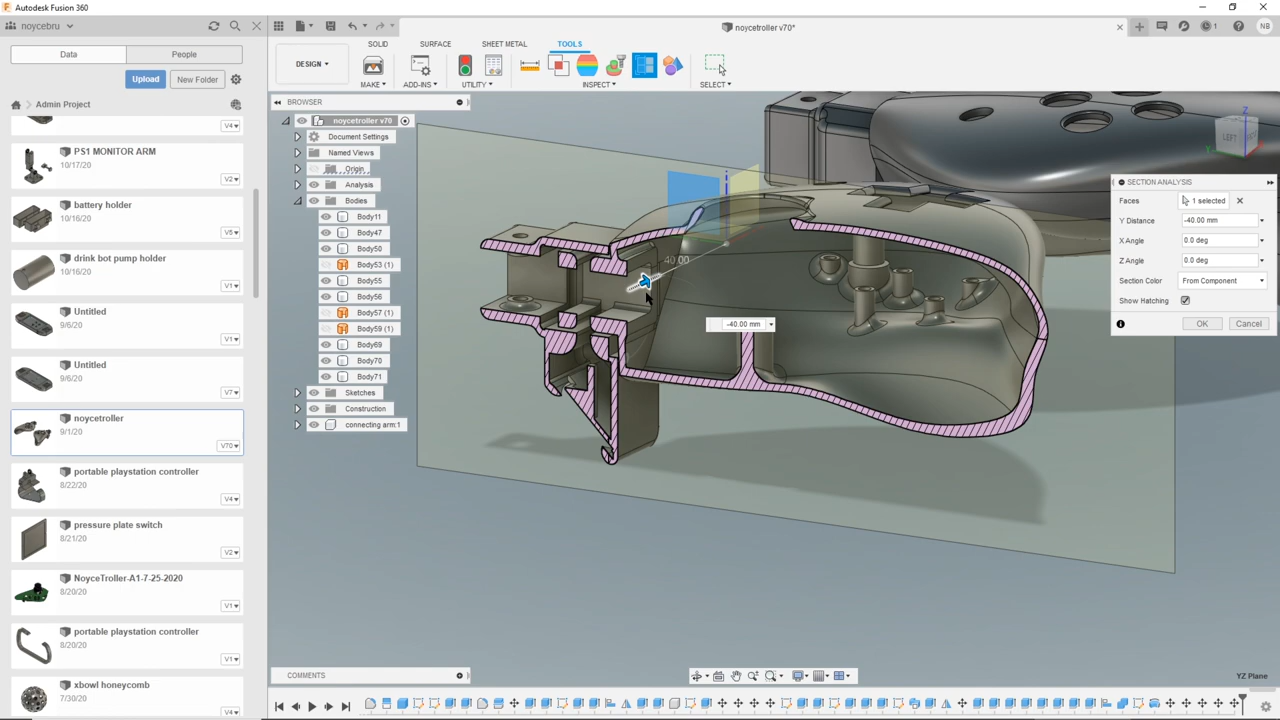 Autodesk Fusion 360
noycebru
noycetroller v70*
1
NB
Data
People
SOLID
SURFACE
SHEET METAL
TOOLS
DESIGN
MAKE
ADD-INS
UTILITY
INSPECT
SELECT
Upload
New Folder
Admin Project
V4
PS1 MONITOR ARM
10/17/20
V2
battery holder
10/16/20
V6
drink bot pump holder
10/16/20
V1
Untitled
9/6/20
V1
Untitled
9/6/20
V7
noycetroller
9/1/20
V70
portable playstation controller
8/22/20
V4
pressure plate switch
8/21/20
V2
NoyceTroller-A1-7-25-2020
8/20/20
V1
portable playstation controller
8/20/20
V1
xbowl honeycomb
7/30/20
V4
BROWSER
noycetroller v70
Document Settings
Named Views
Origin
Analysis
Bodies
Body11
Body47
Body50
Body53 (1)
Body55
Body56
Body57 (1)
Body59 (1)
Body69
Body70
Body71
Sketches
Construction
connecting arm:1
40.00
-40.00 mm
Z
SECTION ANALYSIS
Faces
1 selected
Y Distance
-40.00 mm
X Angle
0.0 deg
Z Angle
0.0 deg
Section Color
From Component
Show Hatching
OK
Cancel
COMMENTS
YZ Plane